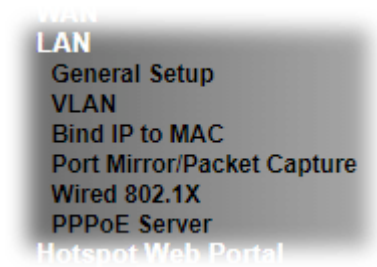 WAN
LAN
General Setup
VLAN
Bind IP to MAC
Port Mirror/Packet Capture
Wired 802.1X
PPPoE Server
Hotspot Web Portal